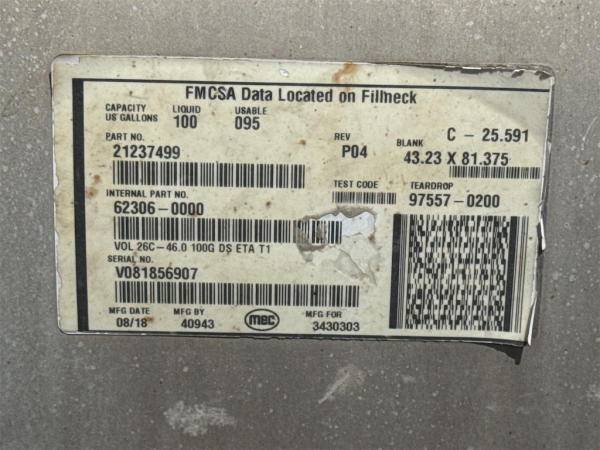 FMCSA Data Located on Fillneck
CAPACITY US GALLONS LIQUID 100 USABLE 095
C - 25.591
PART NO.
21237499
REV
P04
BLANK
43.23 X 81.375
INTERNAL PART NO.
62306-0000
TEST CODE
TEARDROP
97557-0200
VOL 26C-46.0 100G DS ETA T1
SERIAL NO.
V081856907
MFG DATE
08/18
MFG BY
40943
mec
MFG FOR
3430303